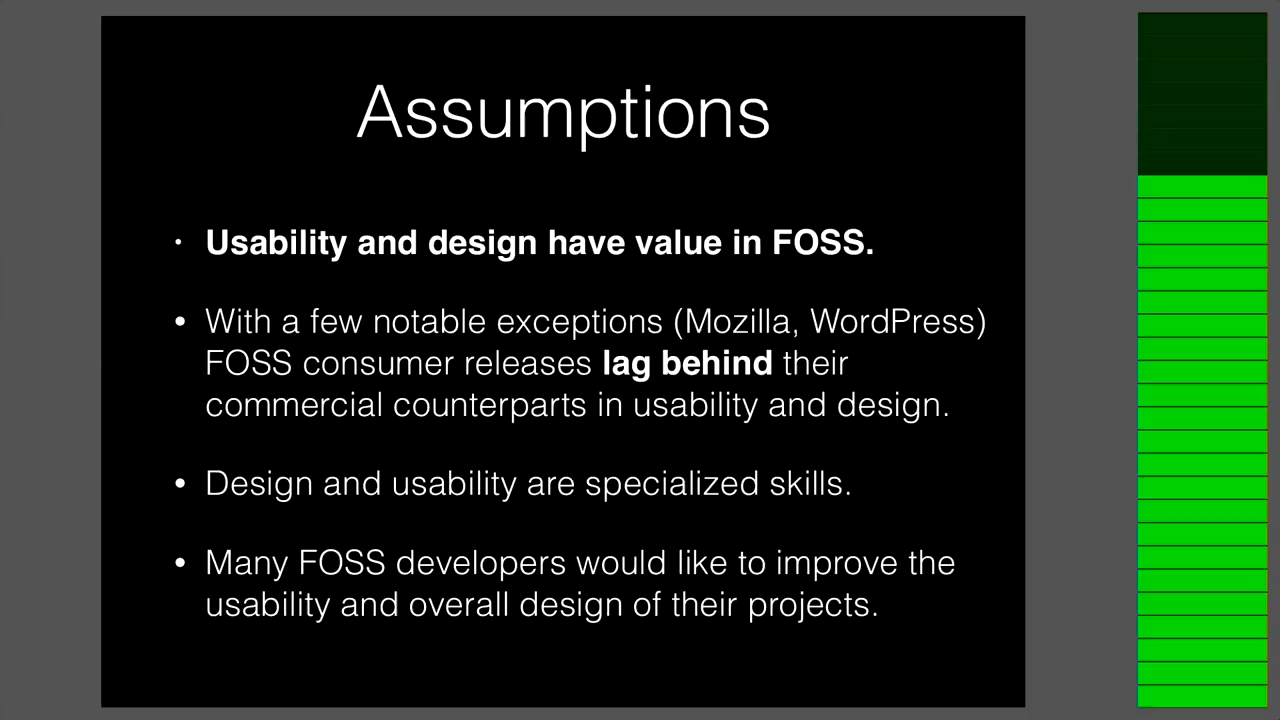 Assumptions
• Usability and design have value in FOSS.
• With a few notable exceptions (Mozilla, WordPress)
FOSS consumer releases lag behind their
commercial counterparts in usability and design.
• Design and usability are specialized skills.
• Many FOSS developers would like to improve the
usability and overall design of their projects.